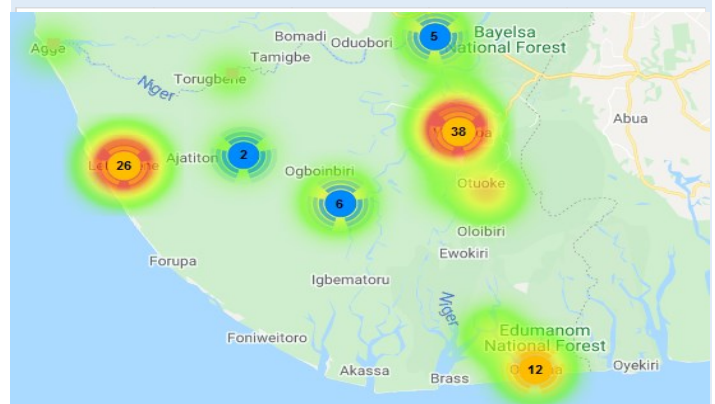 5
Bayelsa
National Forest
Bomadi
Oduobori
Agge
Tamigbe
Niger
Torugbene
Abua
38
26
Ajatiton
2
Ogboinbiri
Otuoke
6
Oloibiri
Ewokiri
Forupa
Igbematoru
Niger
Edumanom
National Forest
Foniweitoro
Oyekiri
Akassa
Brass
12